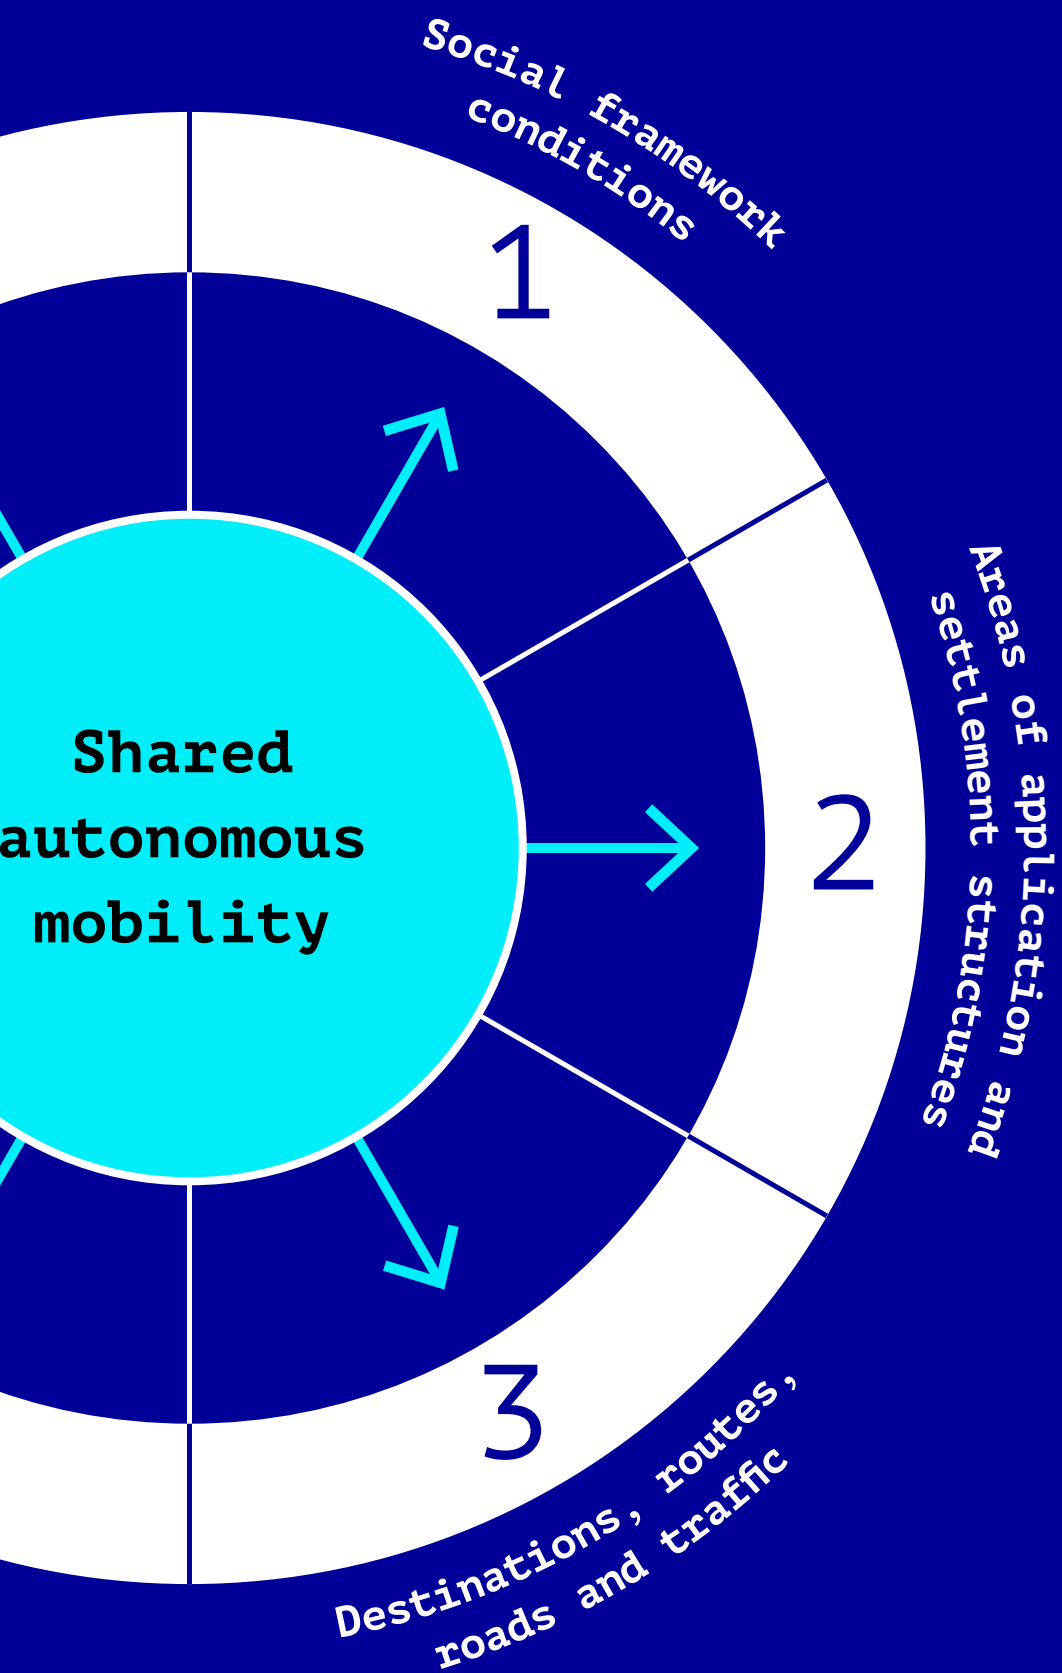 Social framework
conditions
1
Areas of application and
settlement structures
2
Shared
autonomous
mobility
3
Destinations, routes,
roads and traffic